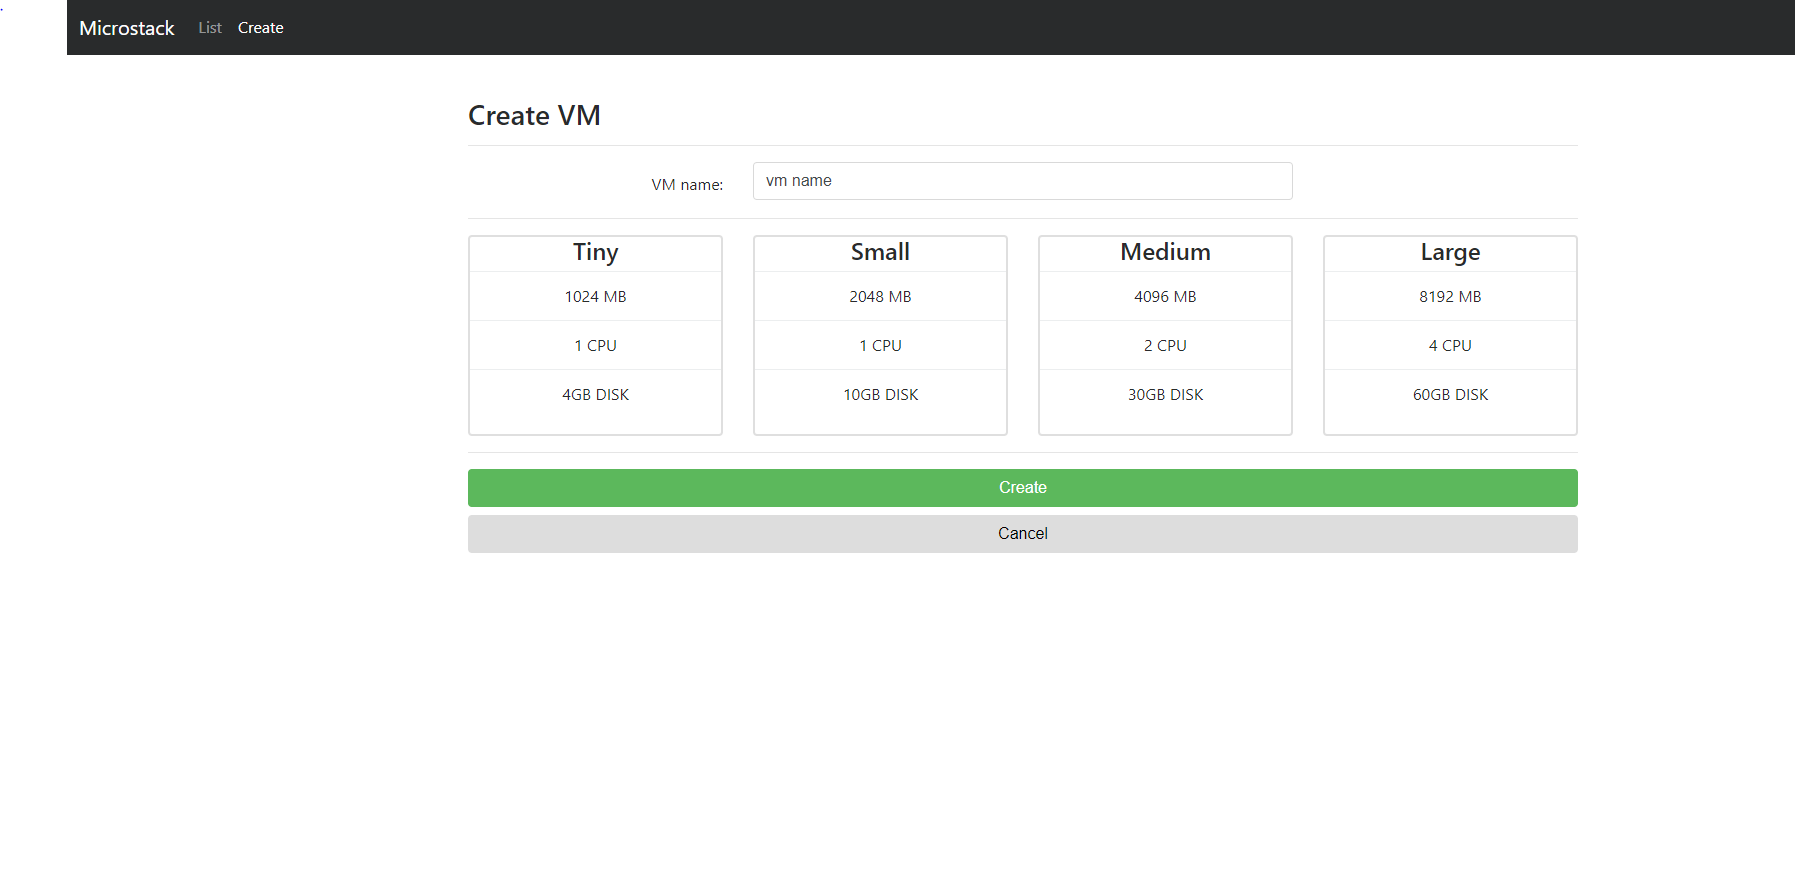 Microstack List Create
Create VM
VM name: vm name
Tiny Small Medium Large
1024 MB 2048 MB 4096 MB 8192 MB
1 CPU 1 CPU 2 CPU 4 CPU
4GB DISK 10GB DISK 30GB DISK 60GB DISK
Create
Cancel